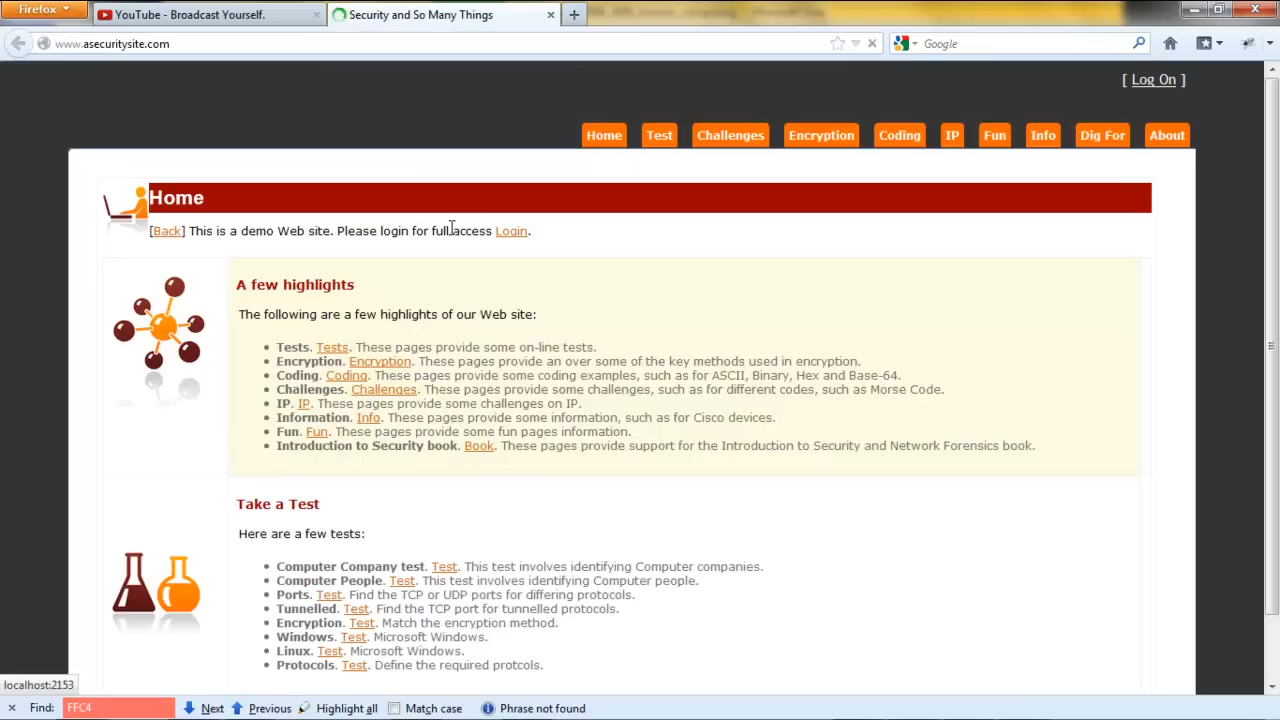 Firefox
YouTube - Broadcast Yourself.
Security and So Many Things
www.asecuritysite.com
Google
[ Log On ]
Home Test Challenges Encryption Coding IP Fun Info Dig For About
Home
[Back] This is a demo Web site. Please login for full access Login.
A few highlights
The following are a few highlights of our Web site:
Tests. Tests. These pages provide some on-line tests.
Encryption. Encryption. These pages provide an over some of the key methods used in encryption.
Coding. Coding. These pages provide some coding examples, such as for ASCII, Binary, Hex and Base-64.
Challenges. Challenges. These pages provide some challenges, such as for different codes, such as Morse Code.
IP. IP. These pages provide some challenges on IP.
Information. Info. These pages provide some information, such as for Cisco devices.
Fun. Fun. These pages provide some fun pages information.
Introduction to Security book. Book. These pages provide support for the Introduction to Security and Network Forensics book.
Take a Test
Here are a few tests:
Computer Company test. Test. This test involves identifying Computer companies.
Computer People. Test. This test involves identifying Computer people.
Ports. Test. Find the TCP or UDP ports for differing protocols.
Tunnelled. Test. Find the TCP port for tunnelled protocols.
Encryption. Test. Match the encryption method.
Windows. Test. Microsoft Windows.
Linux. Test. Microsoft Windows.
Protocols. Test. Define the required protcols.
localhost:2153
Find: FFC4 Next Previous Highlight all Match case Phrase not found